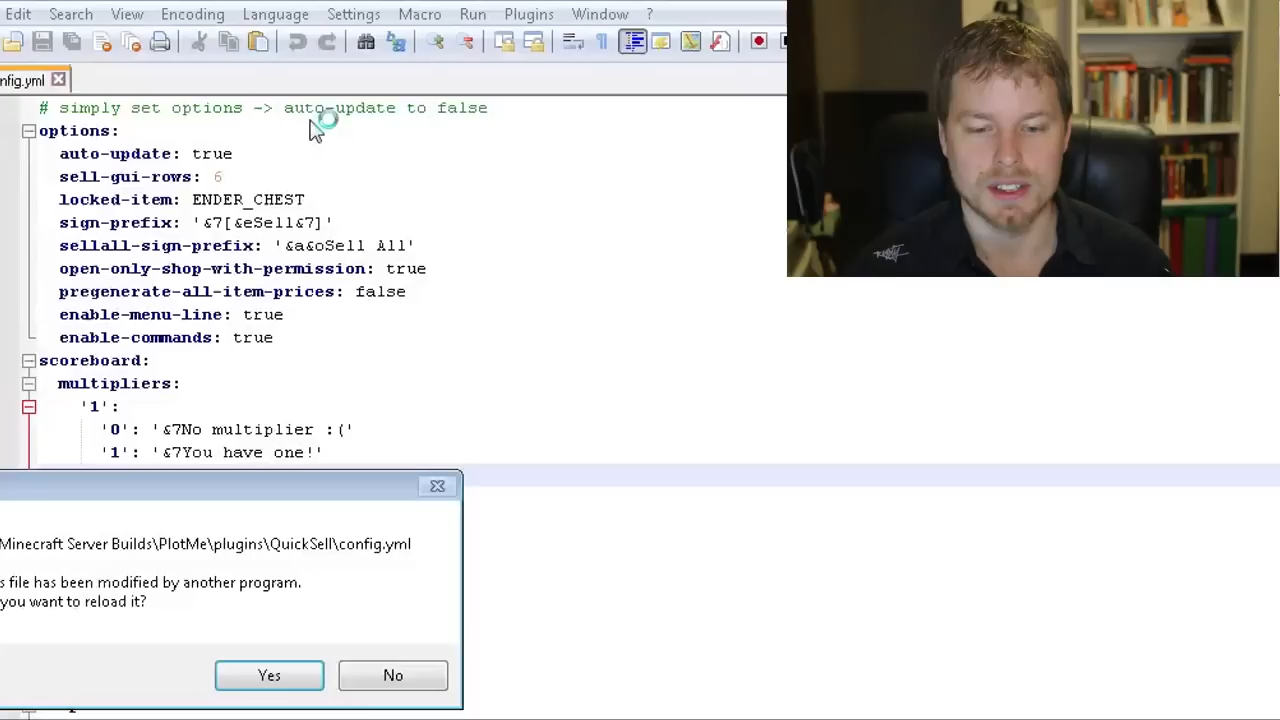 Edit Search View Encoding Language Settings Macro Run Plugins Window ?
nfig.yml
# simply set options -> auto-update to false
options:
auto-update: true
sell-gui-rows: 6
locked-item: ENDER_CHEST
sign-prefix: '&7[&eSell&7]'
sellall-sign-prefix: '&a&oSell All'
open-only-shop-with-permission: true
pregenerate-all-item-prices: false
enable-menu-line: true
enable-commands: true
scoreboard:
multipliers:
'1':
'0': '&7No multiplier :('
'1': '&7You have one!'
Minecraft Server Builds\PlotMe\plugins\QuickSell\config.yml
s file has been modified by another program.
you want to reload it?
Yes No